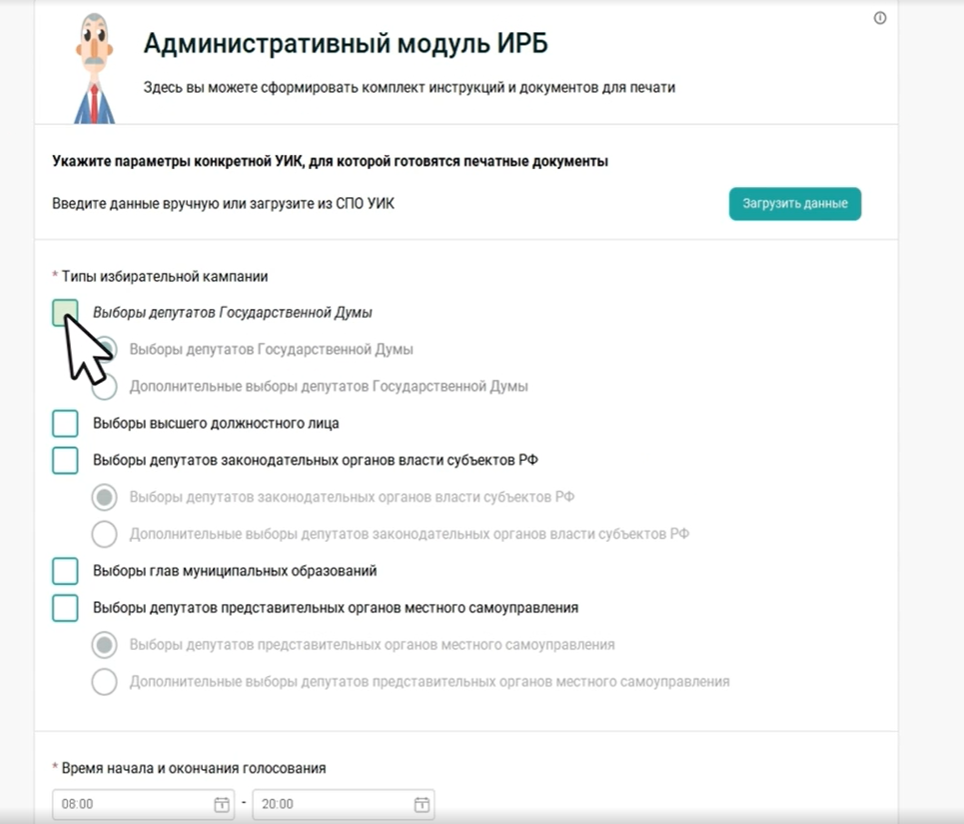 Административный модуль ИРБ
Здесь вы можете сформировать комплект инструкций и документов для печати
Укажите параметры конкретной УИК, для которой готовятся печатные документы
Введите данные вручную или загрузите из СПО УИК
Загрузить данные
* Типы избирательной кампании
Выборы депутатов Государственной Думы
Выборы депутатов Государственной Думы
Дополнительные выборы депутатов Государственной Думы
Выборы высшего должностного лица
Выборы депутатов законодательных органов власти субъектов РФ
Выборы депутатов законодательных органов власти субъектов РФ
Дополнительные выборы депутатов законодательных органов власти субъектов РФ
Выборы глав муниципальных образований
Выборы депутатов представительных органов местного самоуправления
Выборы депутатов представительных органов местного самоуправления
Дополнительные выборы депутатов представительных органов местного самоуправления
* Время начала и окончания голосования
08:00 - 20:00